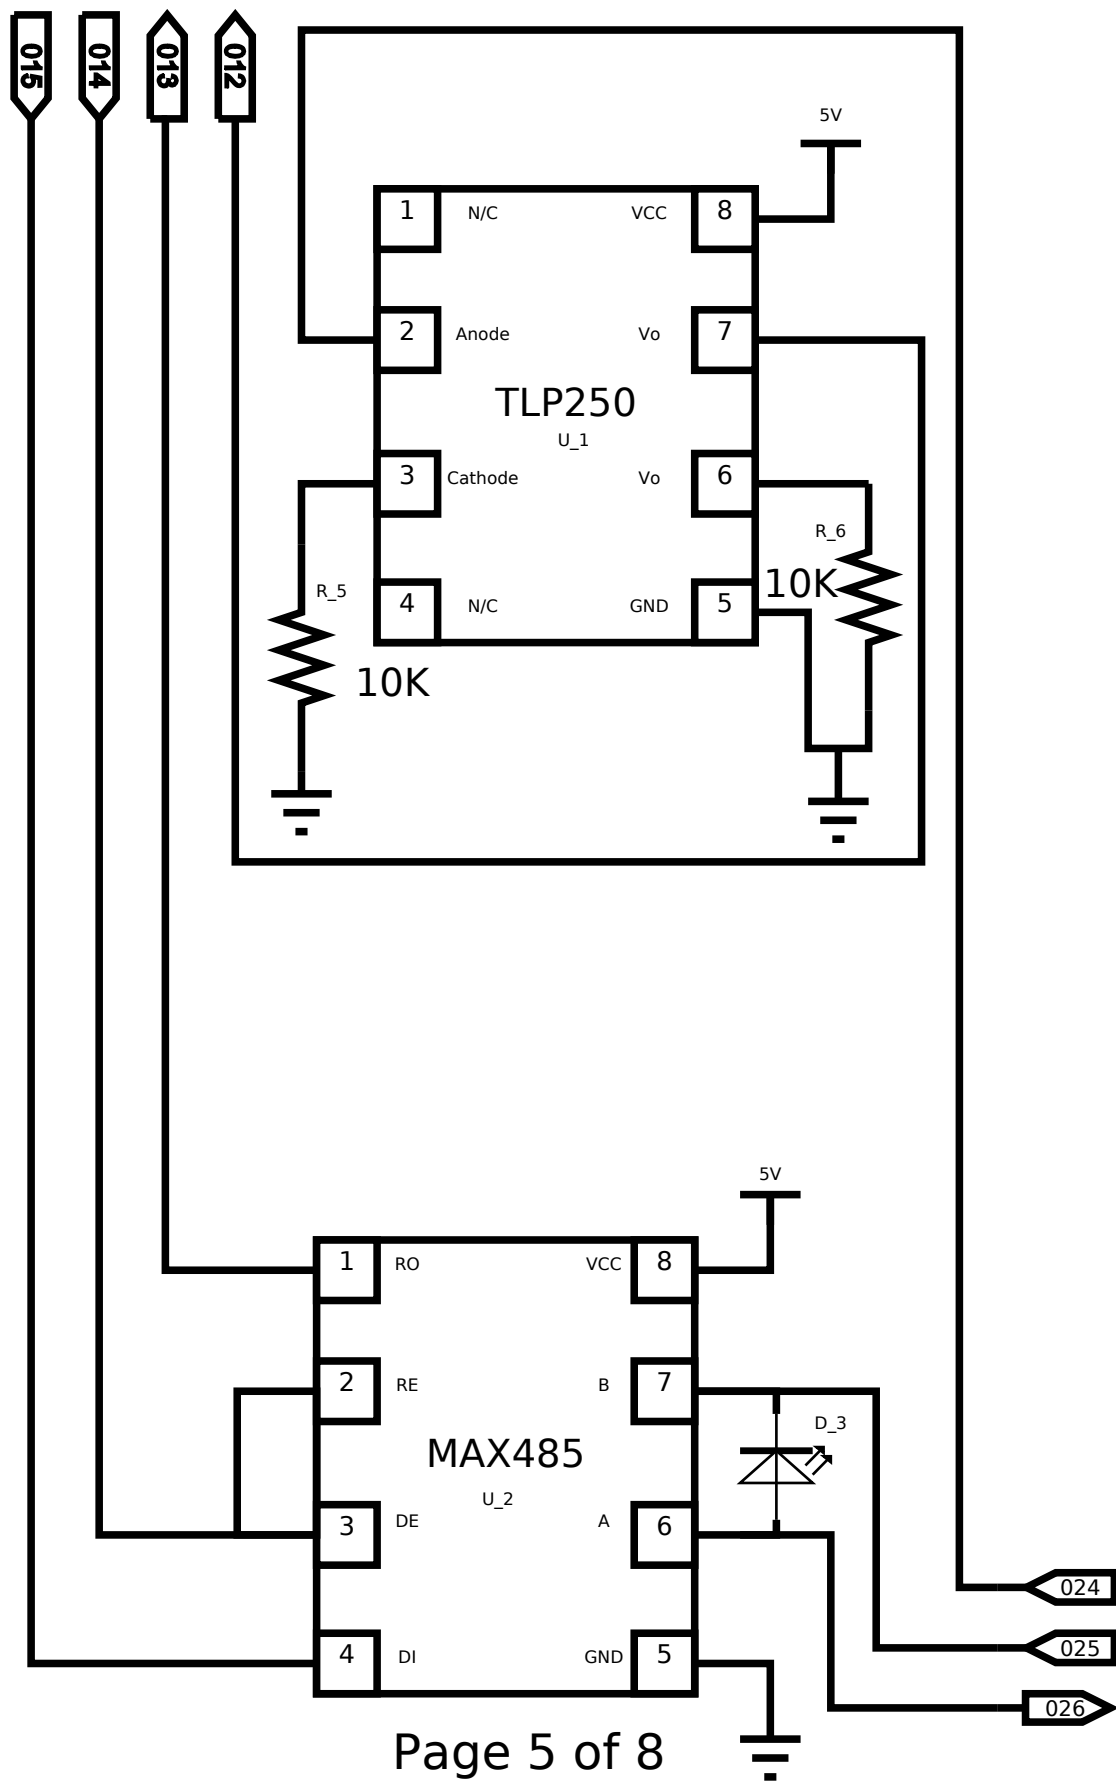 015
014
013
012
5V
1
N/C
VCC
8
2
Anode
Vo
7
TLP250
U_1
3
Cathode
Vo
6
R_6
10K
R_5
4
N/C
GND
5
10K
5V
1
RO
VCC
8
2
RE
B
7
D_3
MAX485
U_2
3
DE
A
6
024
025
4
DI
GND
5
026
Page 5 of 8